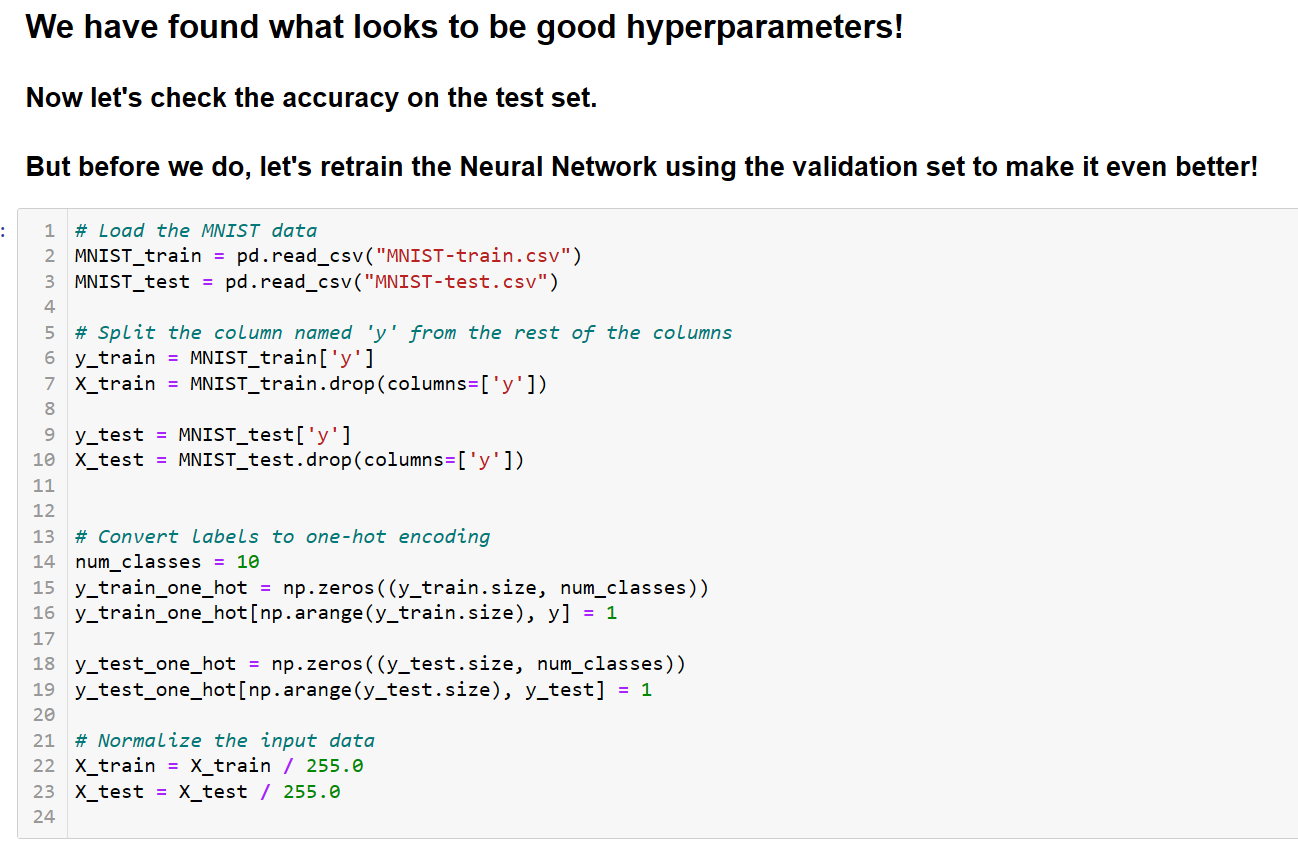 We have found what looks to be good hyperparameters!
Now let's check the accuracy on the test set.
But before we do, let's retrain the Neural Network using the validation set to make it even better!
:
1 # Load the MNIST data
2 MNIST_train = pd.read_csv("MNIST-train.csv")
3 MNIST_test = pd.read_csv("MNIST-test.csv")
4
5 # Split the column named 'y' from the rest of the columns
6 y_train = MNIST_train['y']
7 X_train = MNIST_train.drop(columns=['y'])
8
9 y_test = MNIST_test['y']
10 X_test = MNIST_test.drop(columns=['y'])
11
12
13 # Convert labels to one-hot encoding
14 num_classes = 10
15 y_train_one_hot = np.zeros((y_train.size, num_classes))
16 y_train_one_hot[np.arange(y_train.size), y] = 1
17
18 y_test_one_hot = np.zeros((y_test.size, num_classes))
19 y_test_one_hot[np.arange(y_test.size), y_test] = 1
20
21 # Normalize the input data
22 X_train = X_train / 255.0
23 X_test = X_test / 255.0
24